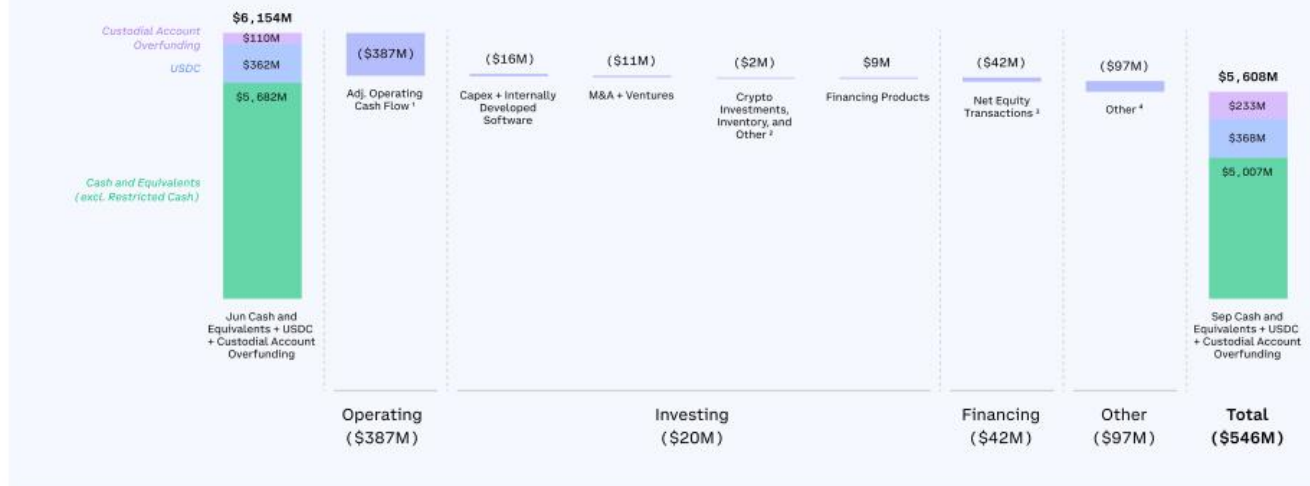 $6,154M
Custodial Account
Overfunding
$110M
USDC
$362M
$5,682M
Cash and Equivalents
(excl. Restricted Cash)
Jun Cash and
Equivalents + USDC
+ Custodial Account
Overfunding
($387M)
Adj. Operating
Cash Flow ¹
($16M)
Capex + Internally
Developed
Software
($11M)
M&A + Ventures
($2M)
Crypto
Investments,
Inventory, and
Other ²
$9M
Financing Products
($42M)
Net Equity
Transactions ³
($97M)
Other ⁴
$5,608M
$233M
$368M
$5,007M
Sep Cash and
Equivalents + USDC
+ Custodial Account
Overfunding
Operating
($387M)
Investing
($20M)
Financing
($42M)
Other
($97M)
Total
($546M)